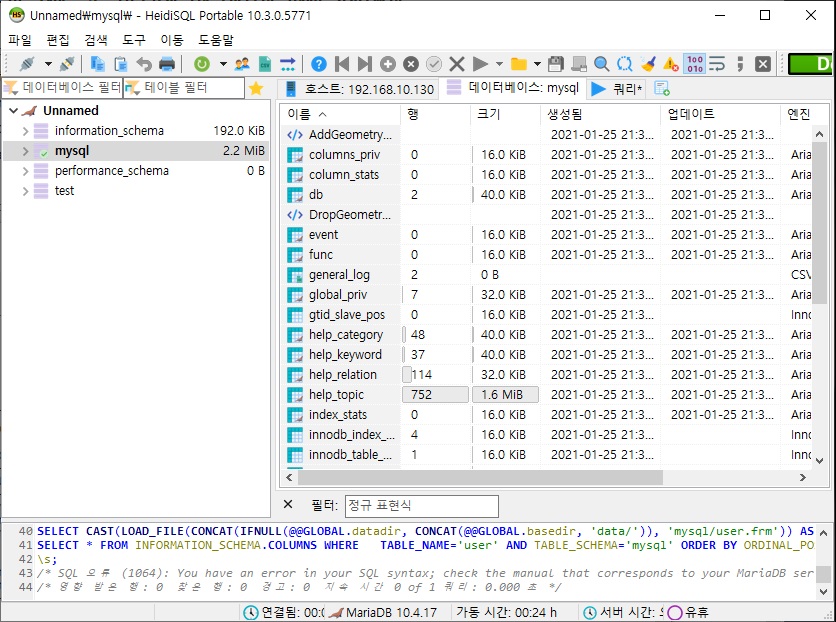 Unnamed₩mysql₩ - HeidiSQL Portable 10.3.0.5771
파일 편집 검색 도구 이동 도움말
데이터베이스 필터 테이블 필터
호스트: 192.168.10.130 데이터베이스: mysql 쿼리*
Unnamed
information_schema 192.0 KiB
mysql 2.2 MiB
performance_schema 0 B
test
이름 행 크기 생성됨 업데이트 엔진
AddGeometry... 2021-01-25 21:3... 2021-01-25 21:3...
columns_priv 0 16.0 KiB 2021-01-25 21:3... 2021-01-25 21:3... Aria
column_stats 0 16.0 KiB 2021-01-25 21:3... 2021-01-25 21:3... Aria
db 2 40.0 KiB 2021-01-25 21:3... 2021-01-25 21:3... Aria
DropGeometr... 2021-01-25 21:3... 2021-01-25 21:3...
event 0 16.0 KiB 2021-01-25 21:3... 2021-01-25 21:3... Aria
func 0 16.0 KiB 2021-01-25 21:3... 2021-01-25 21:3... Aria
general_log 2 0 B CSV
global_priv 7 32.0 KiB 2021-01-25 21:3... 2021-01-25 21:3... Aria
gtid_slave_pos 0 16.0 KiB 2021-01-25 21:3... Inno
help_category 48 40.0 KiB 2021-01-25 21:3... 2021-01-25 21:3... Aria
help_keyword 37 40.0 KiB 2021-01-25 21:3... 2021-01-25 21:3... Aria
help_relation 114 32.0 KiB 2021-01-25 21:3... 2021-01-25 21:3... Aria
help_topic 752 1.6 MiB 2021-01-25 21:3... 2021-01-25 21:3... Aria
index_stats 0 16.0 KiB 2021-01-25 21:3... 2021-01-25 21:3... Aria
innodb_index_... 4 16.0 KiB 2021-01-25 21:3... Inno
innodb_table_... 1 16.0 KiB 2021-01-25 21:3... Inno
필터: 정규 표현식
40 SELECT CAST(LOAD_FILE(CONCAT(IFNULL(@@GLOBAL.datadir, CONCAT(@@GLOBAL.basedir, 'data/')), 'mysql/user.frm')) AS
41 SELECT * FROM INFORMATION_SCHEMA.COLUMNS WHERE TABLE_NAME='user' AND TABLE_SCHEMA='mysql' ORDER BY ORDINAL_PO
42 \s;
43 /* SQL 오류 (1064): You have an error in your SQL syntax; check the manual that corresponds to your MariaDB ser
44 /* 영향 받은 행: 0 찾은 행: 0 경고: 0 지속 시간 0 of 1 쿼리: 0.000 초 */
연결됨: 00:0 MariaDB 10.4.17 가동 시간: 00:24 h 서버 시간: 유휴